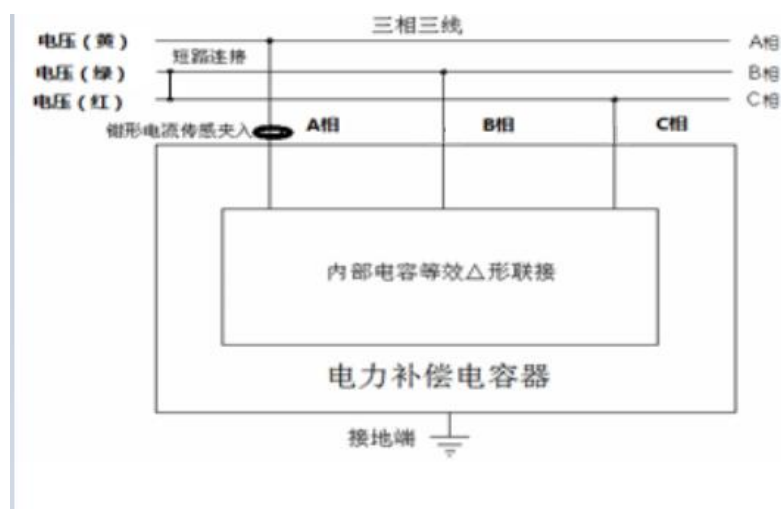 三相三线
电压（黄）
A相
短路连接
电压（绿）
B相
电压（红）
C相
钳形电流传感夹入
A相
B相
C相
内部电容等效△形联接
电力补偿电容器
接地端